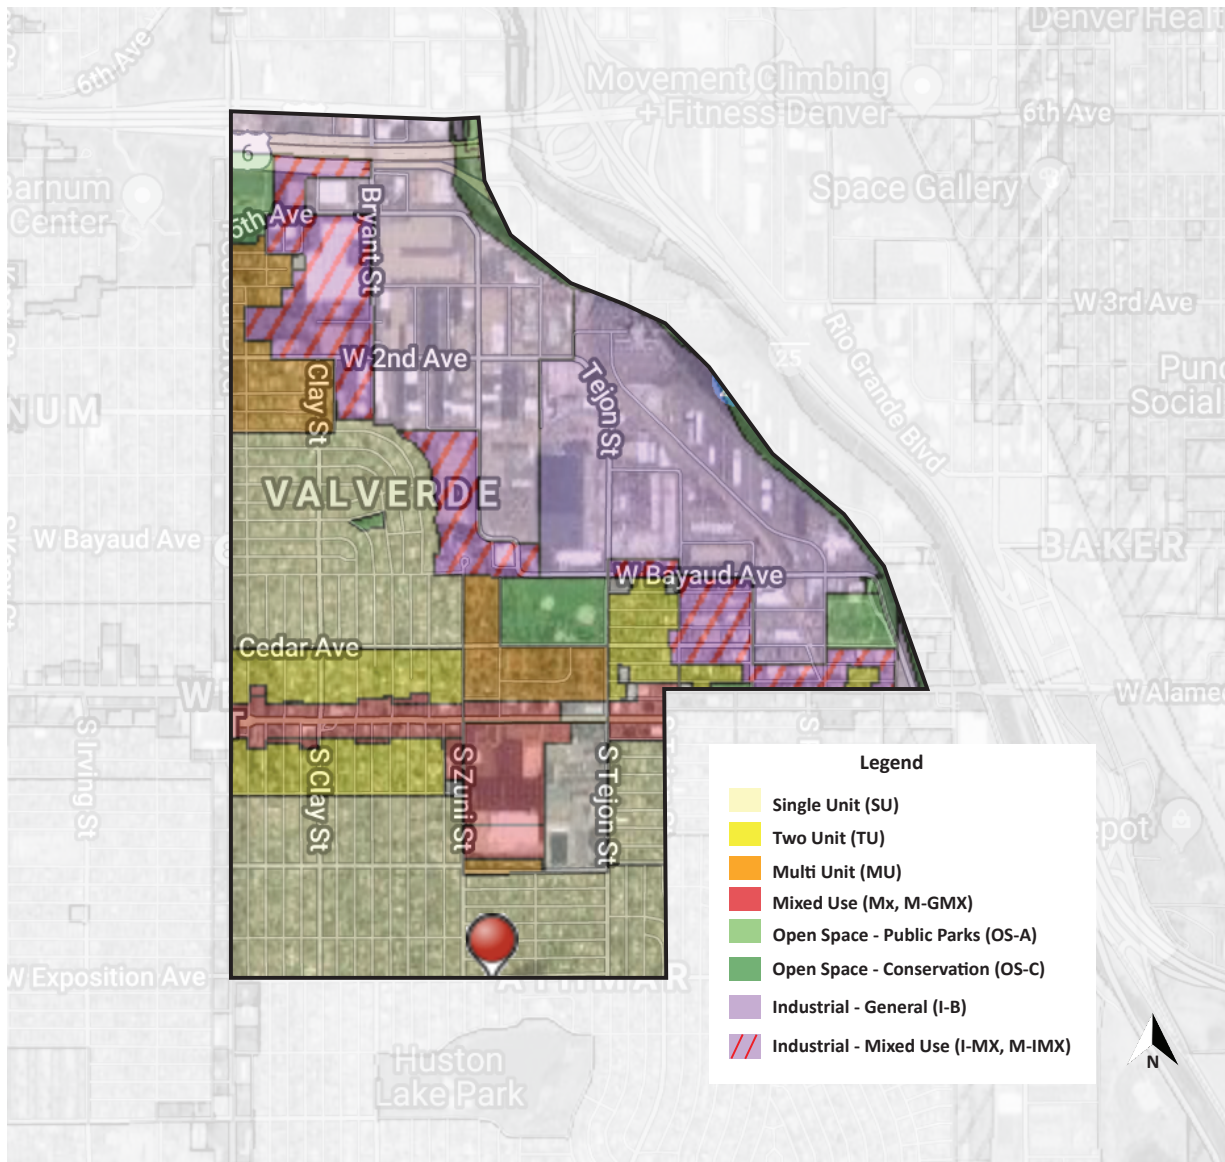 Denver Healt
6th Ave
Movement Climbing
+ Fitness Denver
6th Ave
6
Barnum
Center
Space Gallery
Bryant St
W 3rd Ave
Rio Grande Blvd
25
W 2nd Ave
Tejon St
Clay St
Punc
Social
NUM
VALVERDE
W Bayaud Ave
BAKER
W Bayaud Ave
Cedar Ave
W Alame
S Irving St
S Clay St
S Zuni St
S Tejon St
epot
Legend
Single Unit (SU)
Two Unit (TU)
Multi Unit (MU)
Mixed Use (Mx, M-GMX)
Open Space - Public Parks (OS-A)
Open Space - Conservation (OS-C)
Industrial - General (I-B)
Industrial - Mixed Use (I-MX, M-IMX)
W Exposition Ave
N
Huston
Lake Park